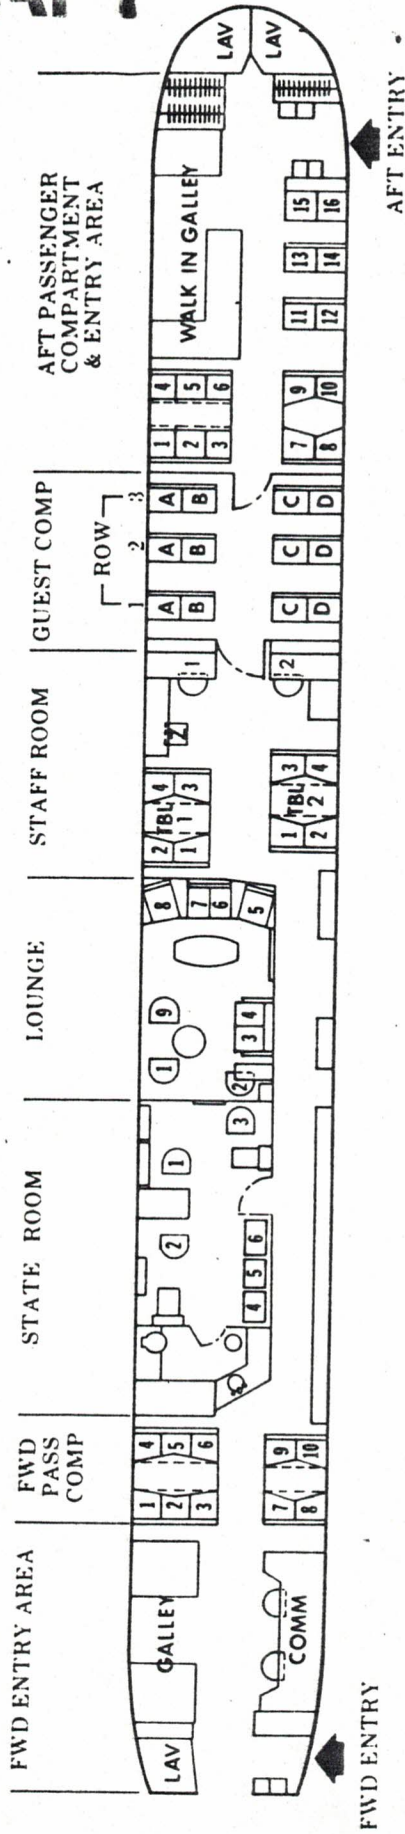 FWD ENTRY AREA
FWD
PASS
COMP
STATE ROOM
LOUNGE
STAFF ROOM
GUEST COMP
AFT PASSENGER
COMPARTMENT
& ENTRY AREA
LAV
GALLEY
COMM
FWD ENTRY
1 2 3
4 5 6
7 8
9 10
2
1
4 5 6
3
1
9
2
3 4
8
7 6
5
2 1
TBL
1
4 3
1 2
TBL
2
3 4
1
2
ROW
1 2 3
A B
A B
A B
C D
C D
C D
1 2 3
4 5 6
7 8
9 10
11 12
13 14
15 16
WALK IN GALLEY
LAV
LAV
AFT ENTRY